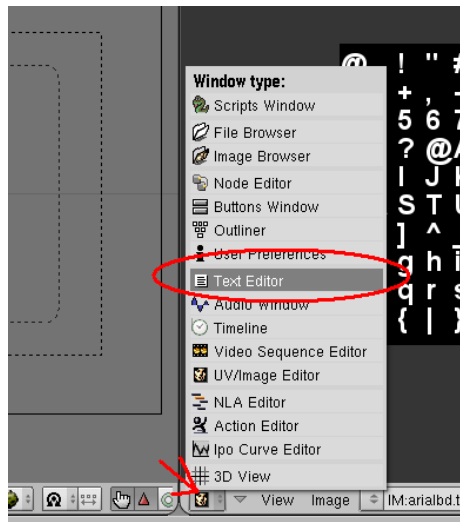 Window type:
Scripts Window
File Browser
Image Browser
Node Editor
Buttons Window
Outliner
User Preferences
Text Editor
Audio Window
Timeline
Video Sequence Editor
UV/Image Editor
NLA Editor
Action Editor
Ipo Curve Editor
3D View
@ ! " #
+ , -
5 6 7
? @ A
I J K
S T U
] ^ _
g h i
q r s
{ | }
View Image IM:arialbd.t